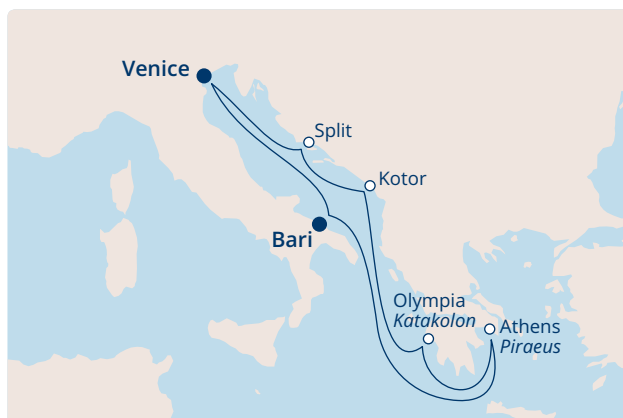 Venice
Split
Kotor
Bari
Olympia
Katakolon
Athens
Piraeus